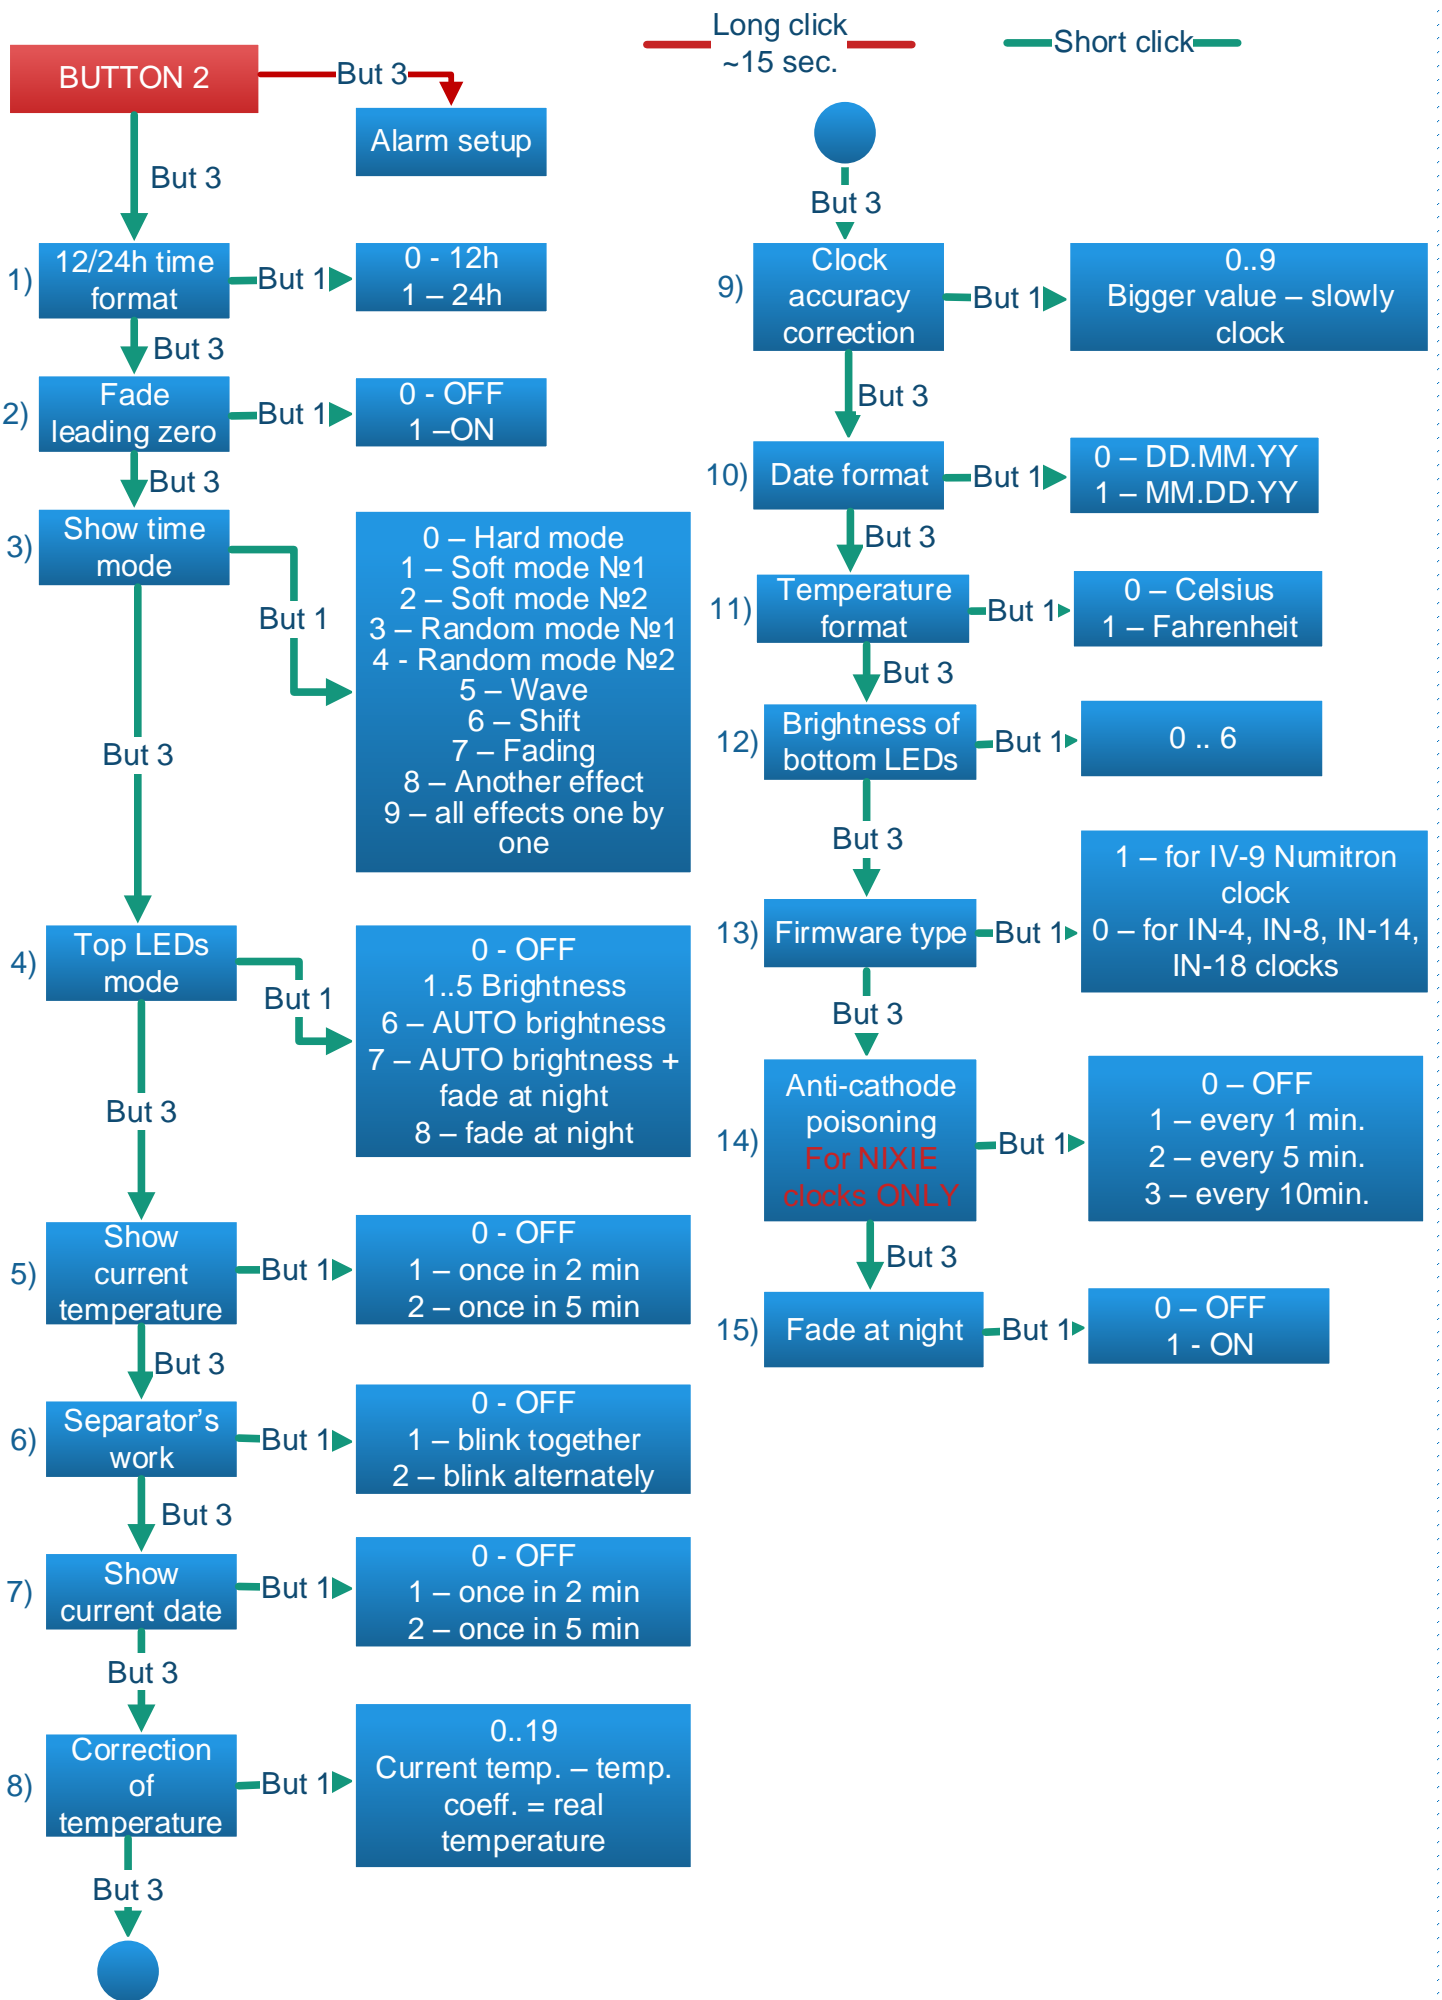 Long click
~15 sec.
Short click
BUTTON 2
But 3
Alarm setup
But 3
1)
12/24h time
format
But 1
0 - 12h
1 – 24h
But 3
2)
Fade
leading zero
But 1
0 - OFF
1 –ON
But 3
3)
Show time
mode
But 1
0 – Hard mode
1 – Soft mode №1
2 – Soft mode №2
3 – Random mode №1
4 - Random mode №2
5 – Wave
6 – Shift
7 – Fading
8 – Another effect
9 – all effects one by
one
But 3
4)
Top LEDs
mode
But 1
0 - OFF
1..5 Brightness
6 – AUTO brightness
7 – AUTO brightness +
fade at night
8 – fade at night
But 3
5)
Show
current
temperature
But 1
0 - OFF
1 – once in 2 min
2 – once in 5 min
But 3
6)
Separator’s
work
But 1
0 - OFF
1 – blink together
2 – blink alternately
But 3
7)
Show
current date
But 1
0 - OFF
1 – once in 2 min
2 – once in 5 min
But 3
8)
Correction
of
temperature
But 1
0..19
Current temp. – temp.
coeff. = real
temperature
But 3
But 3
9)
Clock
accuracy
correction
But 1
0..9
Bigger value – slowly
clock
But 3
10)
Date format
But 1
0 – DD.MM.YY
1 – MM.DD.YY
But 3
11)
Temperature
format
But 1
0 – Celsius
1 – Fahrenheit
But 3
12)
Brightness of
bottom LEDs
But 1
0 .. 6
But 3
13)
Firmware type
But 1
1 – for IV-9 Numitron
clock
0 – for IN-4, IN-8, IN-14,
IN-18 clocks
But 3
14)
Anti-cathode
poisoning
For NIXIE
clocks ONLY
But 1
0 – OFF
1 – every 1 min.
2 – every 5 min.
3 – every 10min.
But 3
15)
Fade at night
But 1
0 – OFF
1 - ON